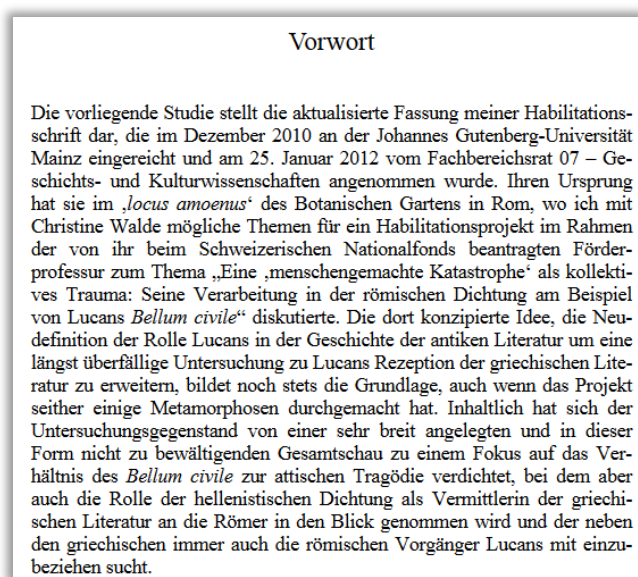 Vorwort
Die vorliegende Studie stellt die aktualisierte Fassung meiner Habilitations-
schrift dar, die im Dezember 2010 an der Johannes Gutenberg-Universität
Mainz eingereicht und am 25. Januar 2012 vom Fachbereichsrat 07 – Ge-
schichts- und Kulturwissenschaften angenommen wurde. Ihren Ursprung
hat sie im ‚locus amoenus‘ des Botanischen Gartens in Rom, wo ich mit
Christine Walde mögliche Themen für ein Habilitationsprojekt im Rahmen
der von ihr beim Schweizerischen Nationalfonds beantragten Förder-
professur zum Thema „Eine ‚menschengemachte Katastrophe‘ als kollekti-
ves Trauma: Seine Verarbeitung in der römischen Dichtung am Beispiel
von Lucans Bellum civile“ diskutierte. Die dort konzipierte Idee, die Neu-
definition der Rolle Lucans in der Geschichte der antiken Literatur um eine
längst überfällige Untersuchung zu Lucans Rezeption der griechischen Lite-
ratur zu erweitern, bildet noch stets die Grundlage, auch wenn das Projekt
seither einige Metamorphosen durchgemacht hat. Inhaltlich hat sich der
Untersuchungsgegenstand von einer sehr breit angelegten und in dieser
Form nicht zu bewältigenden Gesamtschau zu einem Fokus auf das Ver-
hältnis des Bellum civile zur attischen Tragödie verdichtet, bei dem aber
auch die Rolle der hellenistischen Dichtung als Vermittlerin der griechi-
schen Literatur an die Römer in den Blick genommen wird und der neben
den griechischen immer auch die römischen Vorgänger Lucans mit einzu-
beziehen sucht.